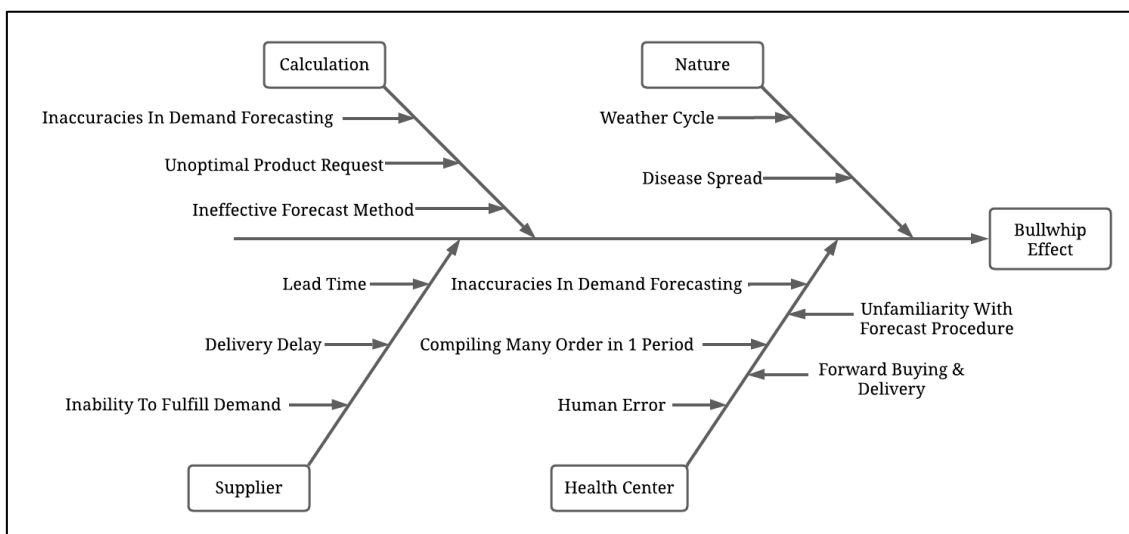 Calculation
Nature
Inaccuracies In Demand Forecasting
Weather Cycle
Unoptimal Product Request
Disease Spread
Ineffective Forecast Method
Bullwhip
Effect
Lead Time
Inaccuracies In Demand Forecasting
Unfamiliarity With
Forecast Procedure
Delivery Delay
Compiling Many Order in 1 Period
Forward Buying &
Delivery
Inability To Fulfill Demand
Human Error
Supplier
Health Center